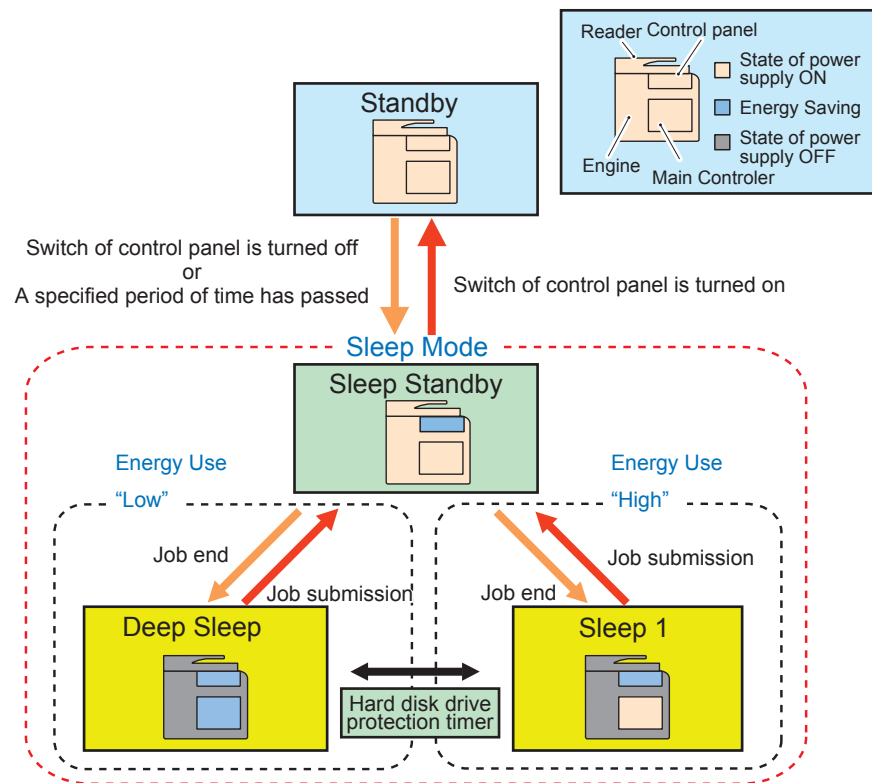 Reader
Control panel
State of power
supply ON
Energy Saving
State of power
supply OFF
Engine
Main Controler
Standby
Switch of control panel is turned off
or
A specified period of time has passed
Switch of control panel is turned on
Sleep Mode
Sleep Standby
Energy Use
“Low”
Energy Use
“High”
Job end
Job submission
Job end
Job submission
Deep Sleep
Sleep 1
Hard disk drive
protection timer